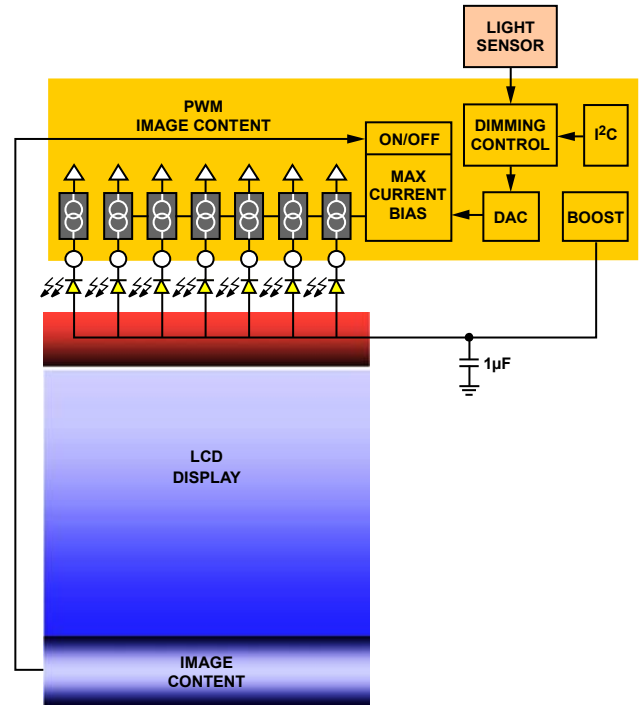 LIGHT
SENSOR
PWM
IMAGE CONTENT
ON/OFF
DIMMING
CONTROL
I²C
MAX
CURRENT
BIAS
DAC
BOOST
1µF
LCD
DISPLAY
IMAGE
CONTENT